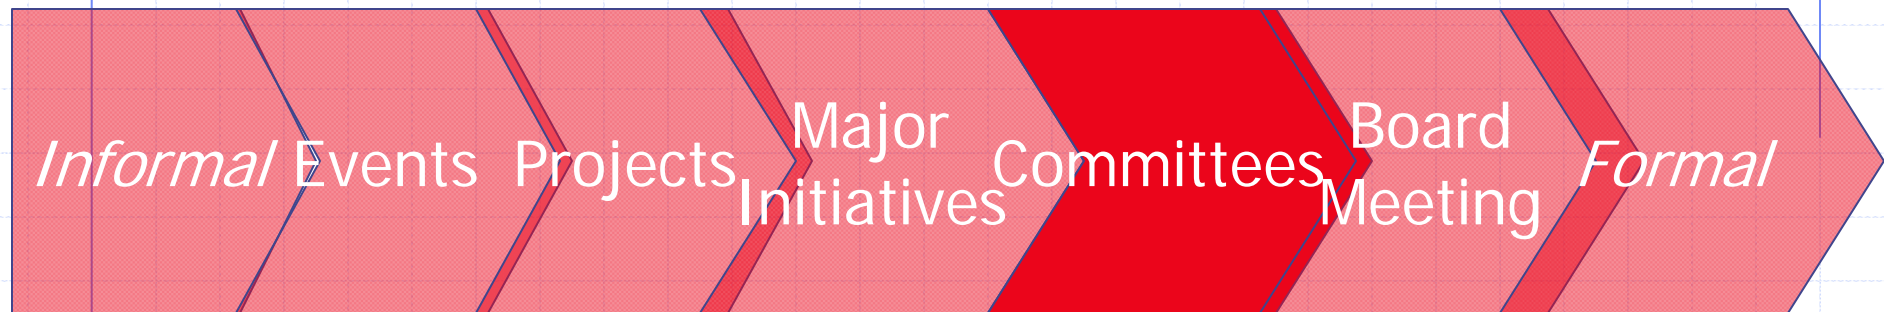 Informal
Events
Projects
Major
Initiatives
Committees
Board
Meeting
Formal